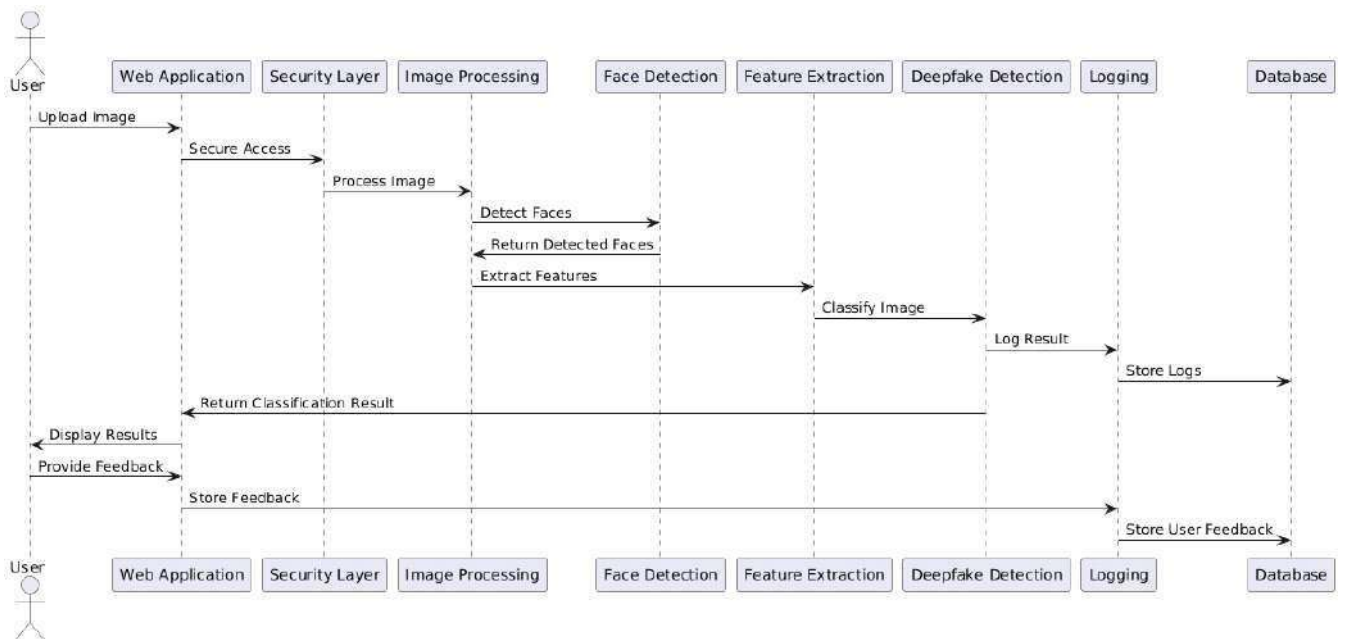 User
Web Application
Security Layer
Image Processing
Face Detection
Feature Extraction
Deepfake Detection
Logging
Database
Upload Image
Secure Access
Process Image
Detect Faces
Return Detected Faces
Extract Features
Classify Image
Log Result
Store Logs
Return Classification Result
Display Results
Provide Feedback
Store Feedback
Store User Feedback
User
Web Application
Security Layer
Image Processing
Face Detection
Feature Extraction
Deepfake Detection
Logging
Database